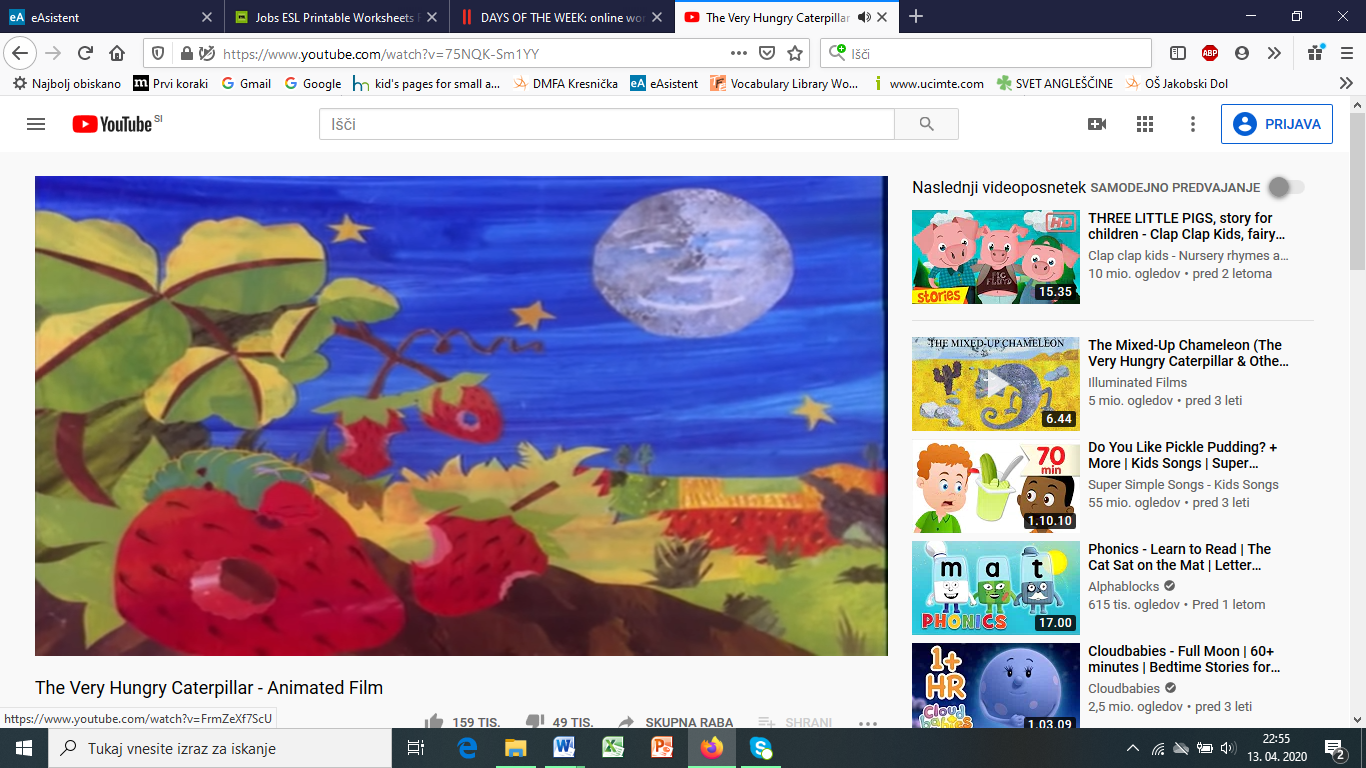 eAsistent
Jobs ESL Printable Worksheets
DAYS OF THE WEEK: online wo
The Very Hungry Caterpillar
https://www.youtube.com/watch?v=75NQK-Sm1YY
Išči
Najbolj obiskano
Prvi koraki
Gmail
Google
kid's pages for small a...
DMFA Kresnička
eAsistent
Vocabulary Library Wo...
www.ucimte.com
SVET ANGLEŠČINE
OŠ Jakobski Dol
YouTube SI
Išči
PRIJAVA
Naslednji videoposnetek
SAMODEJNO PREDVAJANJE
HD
PIG FLOYD
stories
15.35
THREE LITTLE PIGS, story for
children - Clap Clap Kids, fairy...
Clap clap kids - Nursery rhymes a...
10 mio. ogledov • pred 2 letoma
THE MIXED-UP CHAMELEON
6.44
The Mixed-Up Chameleon (The
Very Hungry Caterpillar & Othe...
Illuminated Films
5 mio. ogledov • pred 3 leti
70
min
1.10.10
Do You Like Pickle Pudding? +
More | Kids Songs | Super...
Super Simple Songs - Kids Songs
55 mio. ogledov • pred 3 leti
m a t
PHONICS
17.00
Phonics - Learn to Read | The
Cat Sat on the Mat | Letter...
Alphablocks
615 tis. ogledov • Pred 1 letom
1+
HR
Cloud
babies
1.03.09
Cloudbabies - Full Moon | 60+
minutes | Bedtime Stories for...
Cloudbabies
2,5 mio. ogledov • pred 3 leti
The Very Hungry Caterpillar - Animated Film
https://www.youtube.com/watch?v=FrmZeXf7ScU
159 TIS.
49 TIS.
SKUPNA RABA
SHRANI
Tukaj vnesite izraz za iskanje
22:55
13. 04. 2020
2